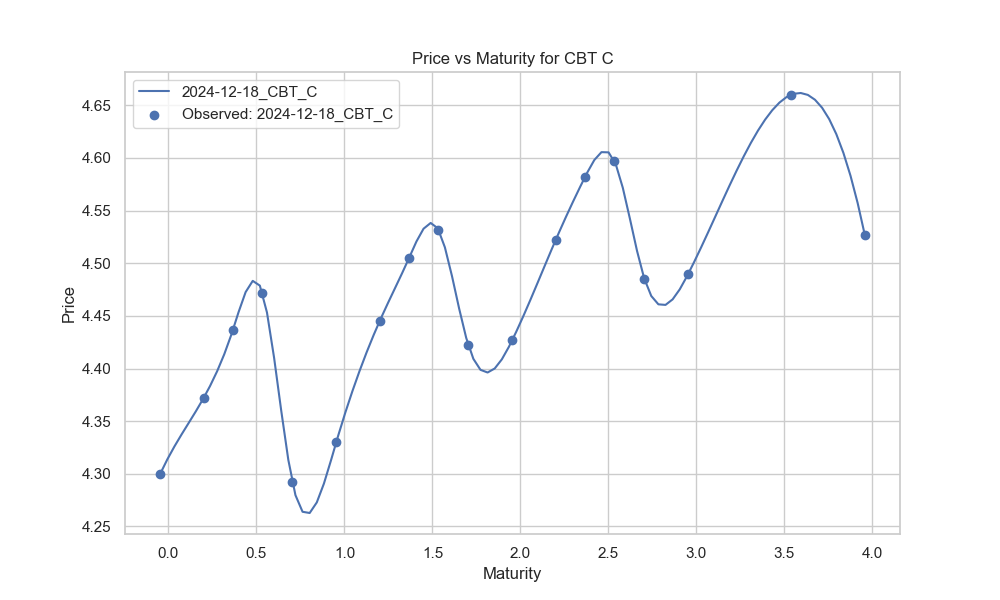 Price vs Maturity for CBT C
2024-12-18_CBT_C
Observed: 2024-12-18_CBT_C
Price
4.65
4.60
4.55
4.50
4.45
4.40
4.35
4.30
4.25
0.0 0.5 1.0 1.5 2.0 2.5 3.0 3.5 4.0
Maturity